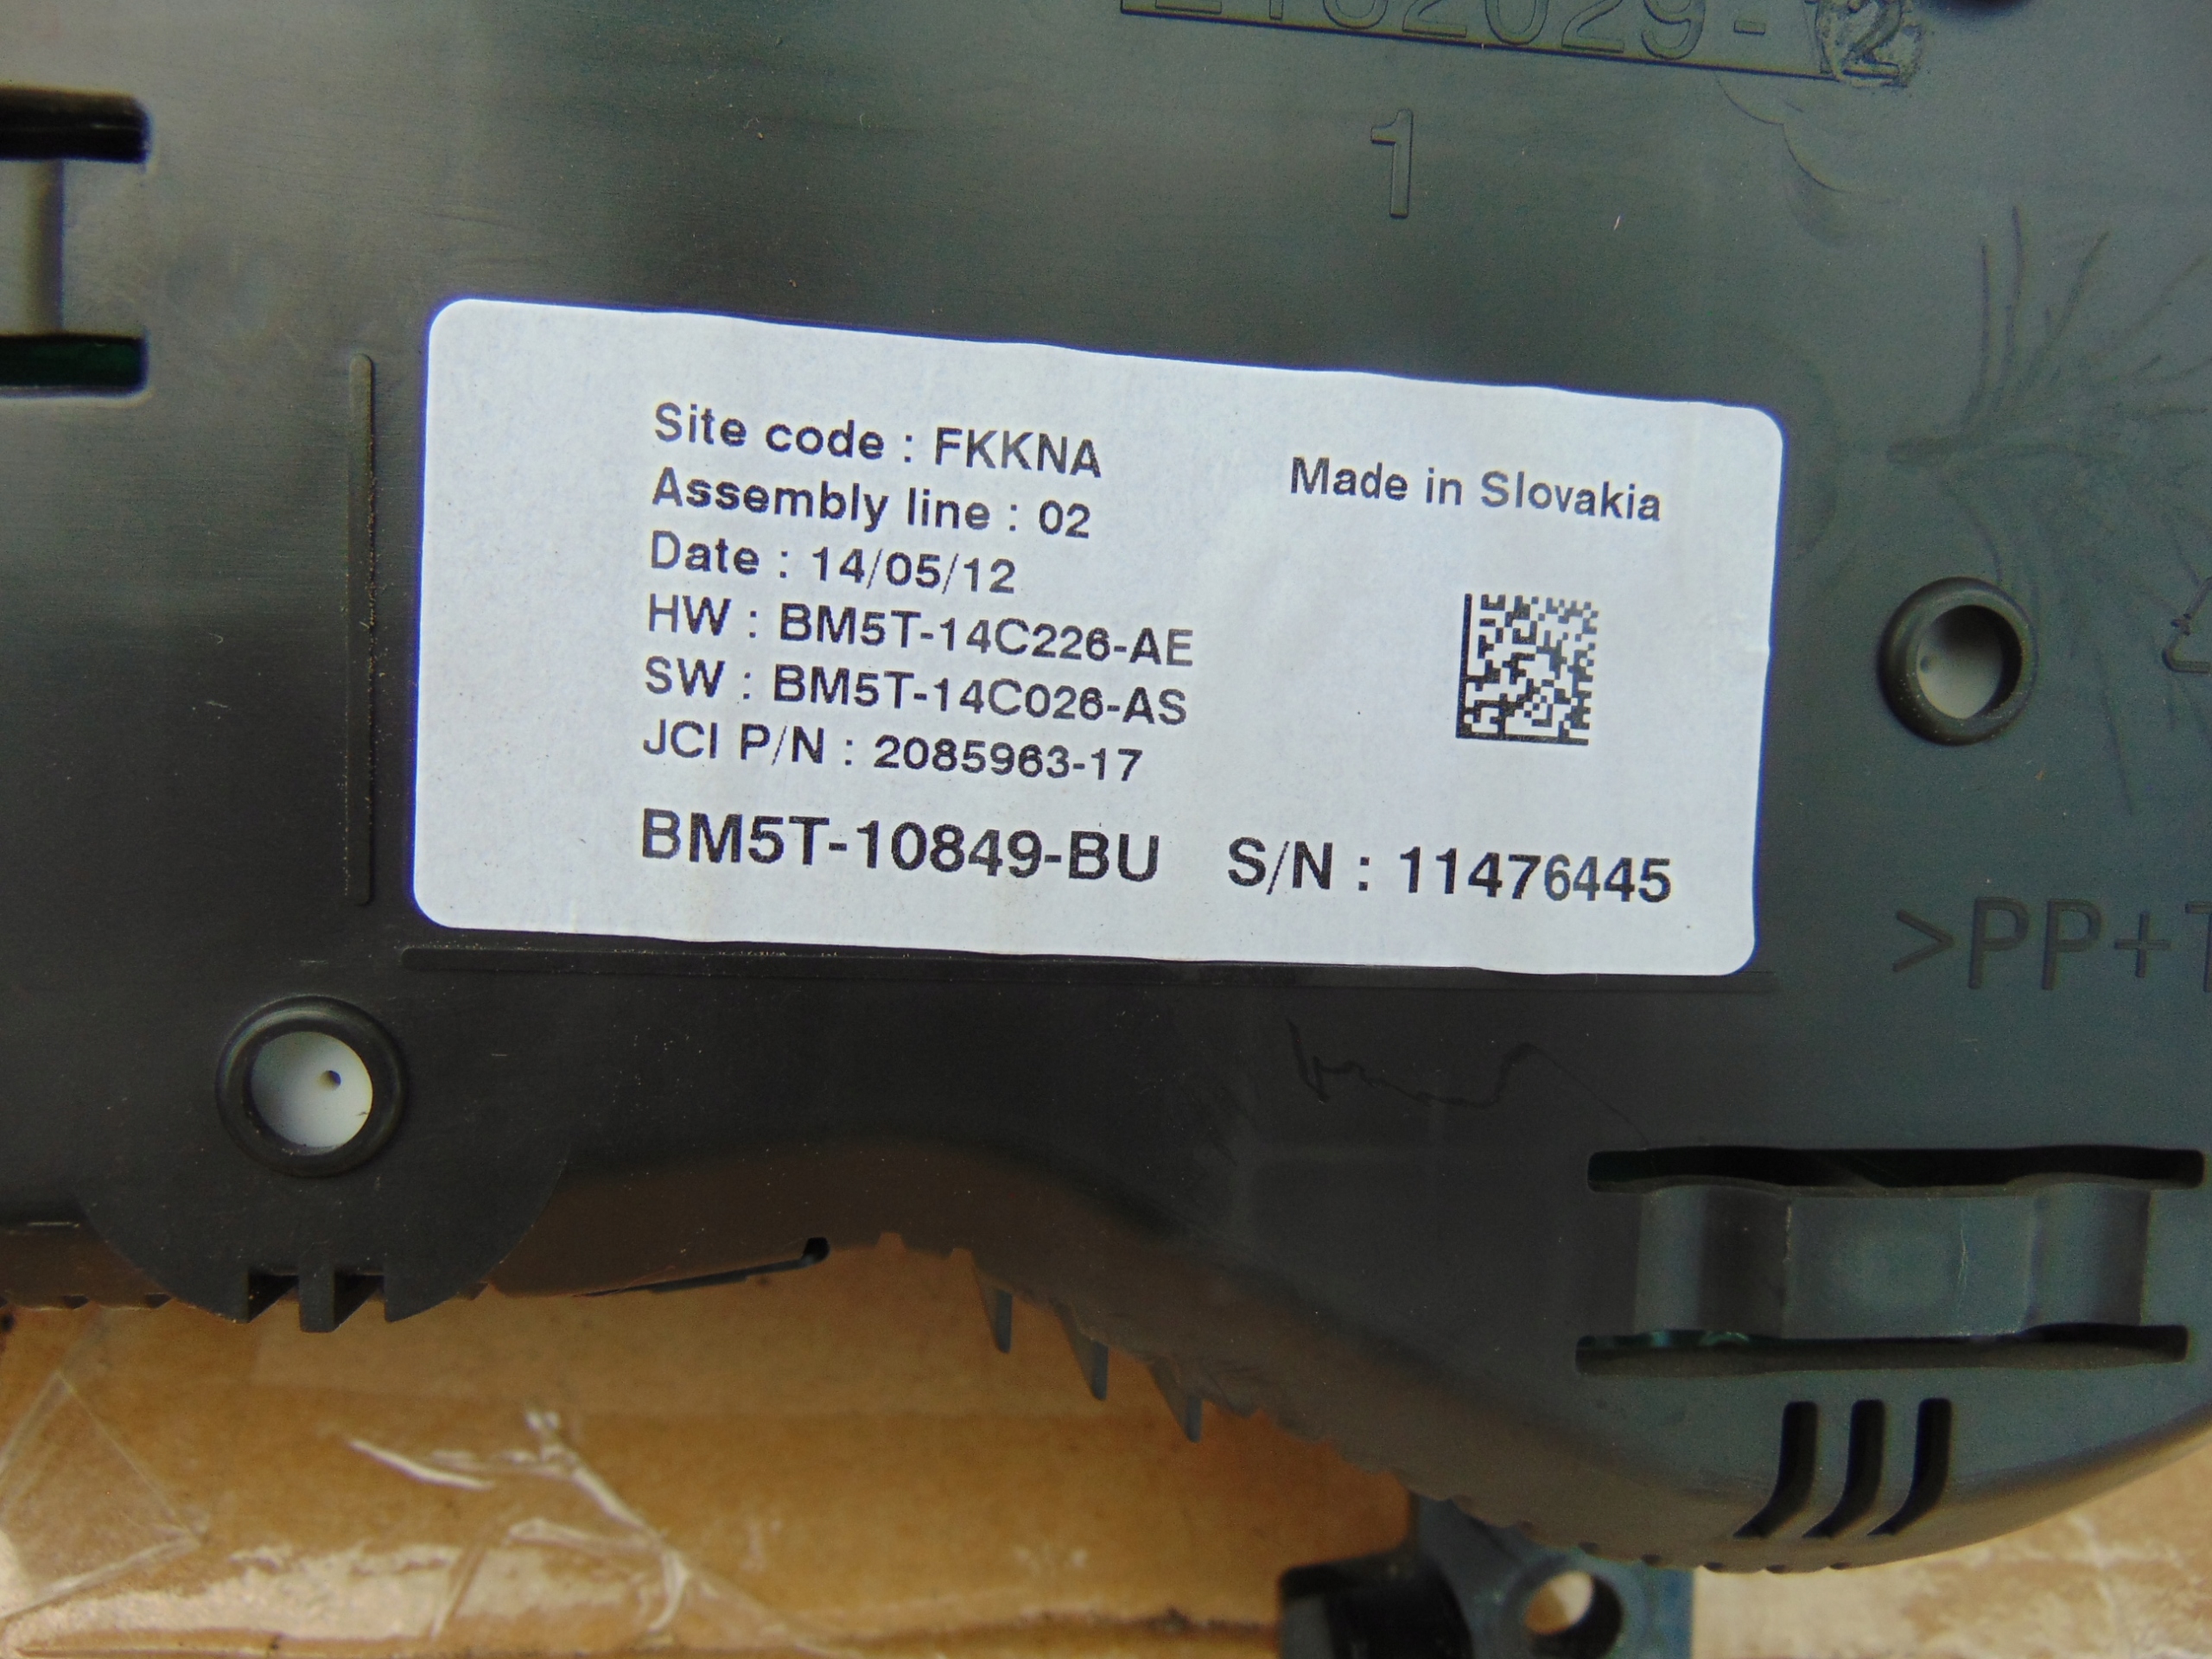 1
Site code : FKKNA
Made in Slovakia
Assembly line : 02
Date : 14/05/12
HW : BM5T-14C226-AE
SW : BM5T-14C026-AS
JCI P/N : 2085963-17
BM5T-10849-BU S/N : 11476445
>PP+T